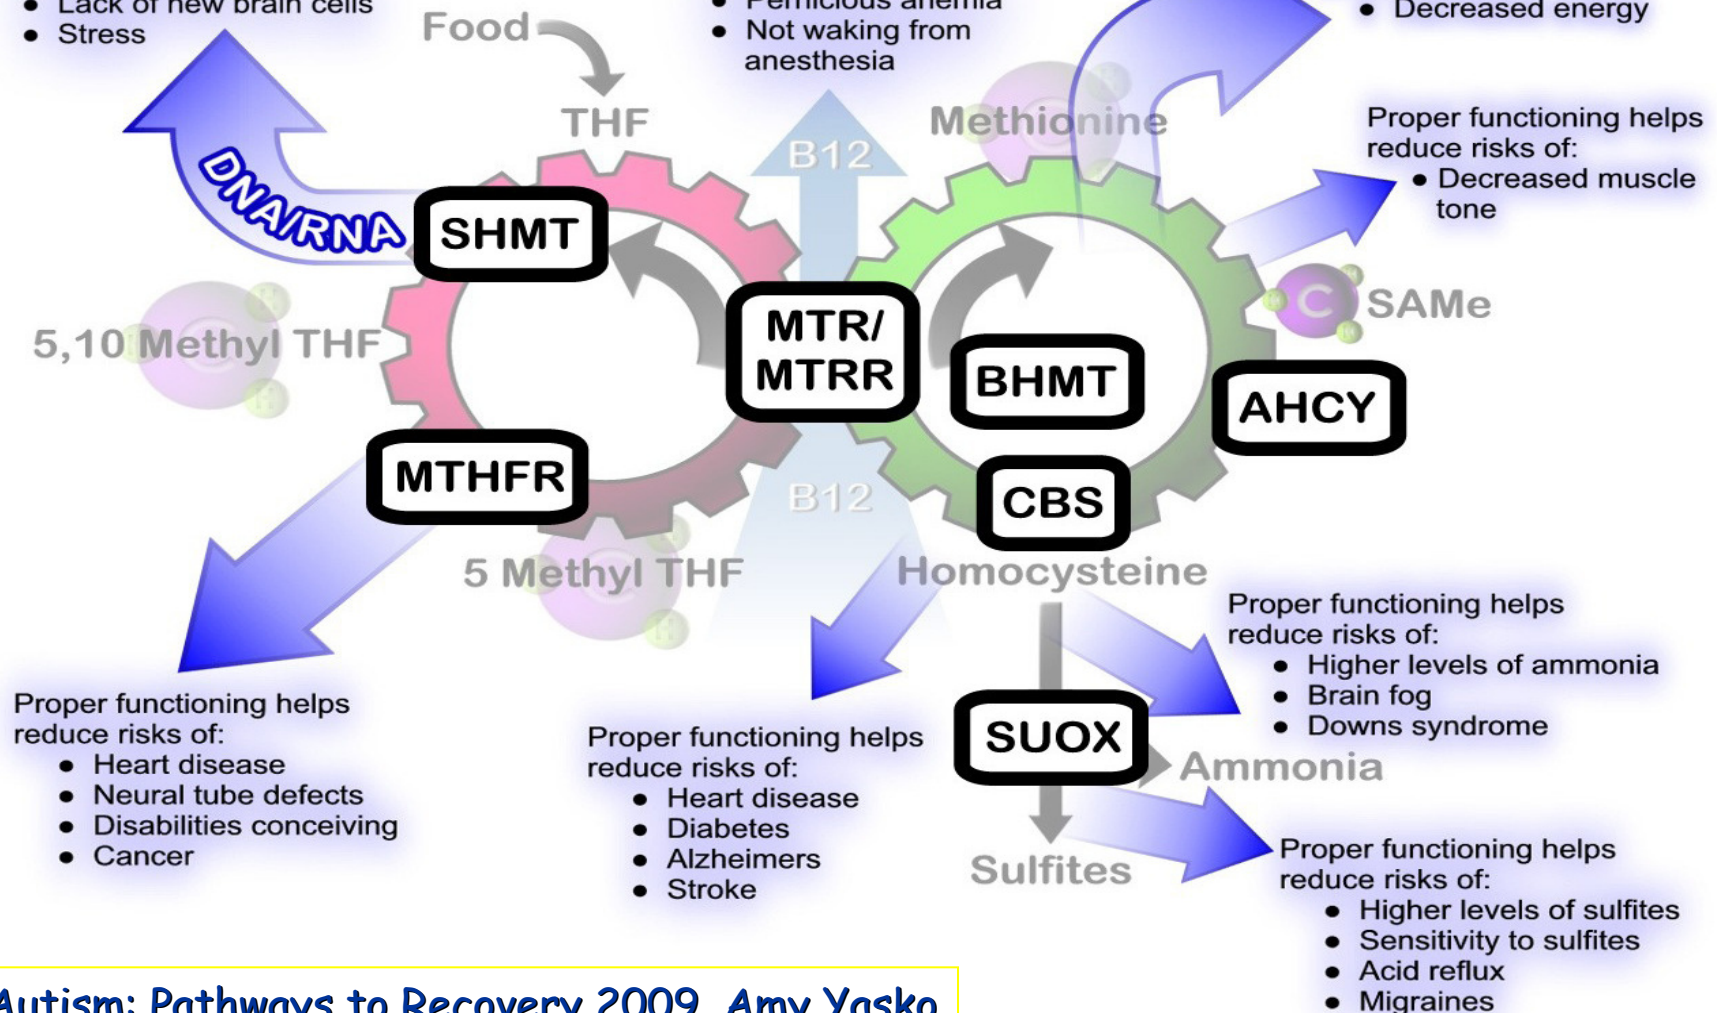 ● Lack of new brain cells
● Stress
Food
● Pernicious anemia
● Not waking from
anesthesia
● Decreased energy
THF
B12
Methionine
Proper functioning helps
reduce risks of:
● Decreased muscle
tone
DNA/RNA
SHMT
5,10 Methyl THF
C
MTR/
MTRR
BHMT
C SAMe
AHCY
MTHFR
CBS
B12
5 Methyl THF
C
H
H
Homocysteine
Proper functioning helps
reduce risks of:
● Higher levels of ammonia
● Brain fog
● Downs syndrome
Proper functioning helps
reduce risks of:
● Heart disease
● Neural tube defects
● Disabilities conceiving
● Cancer
Proper functioning helps
reduce risks of:
● Heart disease
● Diabetes
● Alzheimers
● Stroke
SUOX
Ammonia
Sulfites
Proper functioning helps
reduce risks of:
● Higher levels of sulfites
● Sensitivity to sulfites
● Acid reflux
● Migraines
Autism: Pathways to Recovery 2009, Amy Yasko